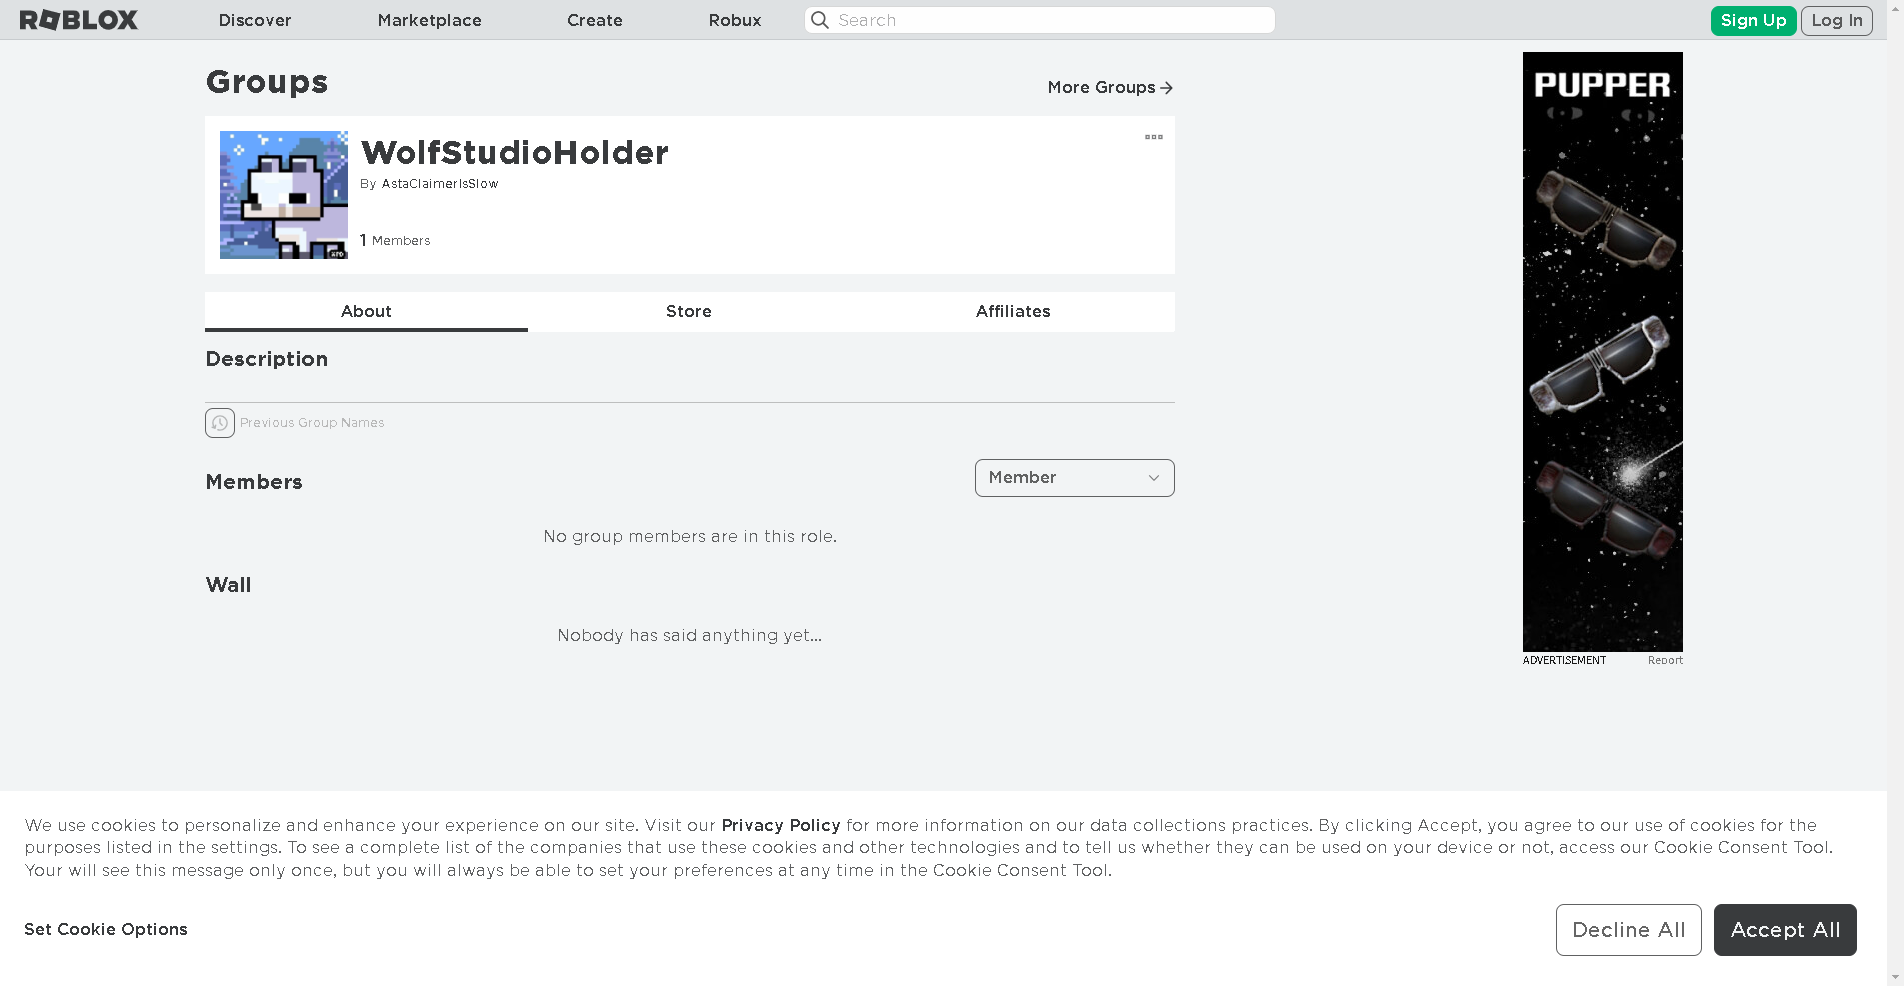 ROBLOX
Discover
Marketplace
Create
Robux
Search
Sign Up
Log In
Groups
More Groups
WolfStudioHolder
By AstaClaimerIsSlow
1 Members
About
Store
Affiliates
Description
Previous Group Names
Members
Member
No group members are in this role.
Wall
Nobody has said anything yet...
PUPPER
ADVERTISEMENT
Report
We use cookies to personalize and enhance your experience on our site. Visit our Privacy Policy for more information on our data collections practices. By clicking Accept, you agree to our use of cookies for the
purposes listed in the settings. To see a complete list of the companies that use these cookies and other technologies and to tell us whether they can be used on your device or not, access our Cookie Consent Tool.
Your will see this message only once, but you will always be able to set your preferences at any time in the Cookie Consent Tool.
Set Cookie Options
Decline All
Accept All